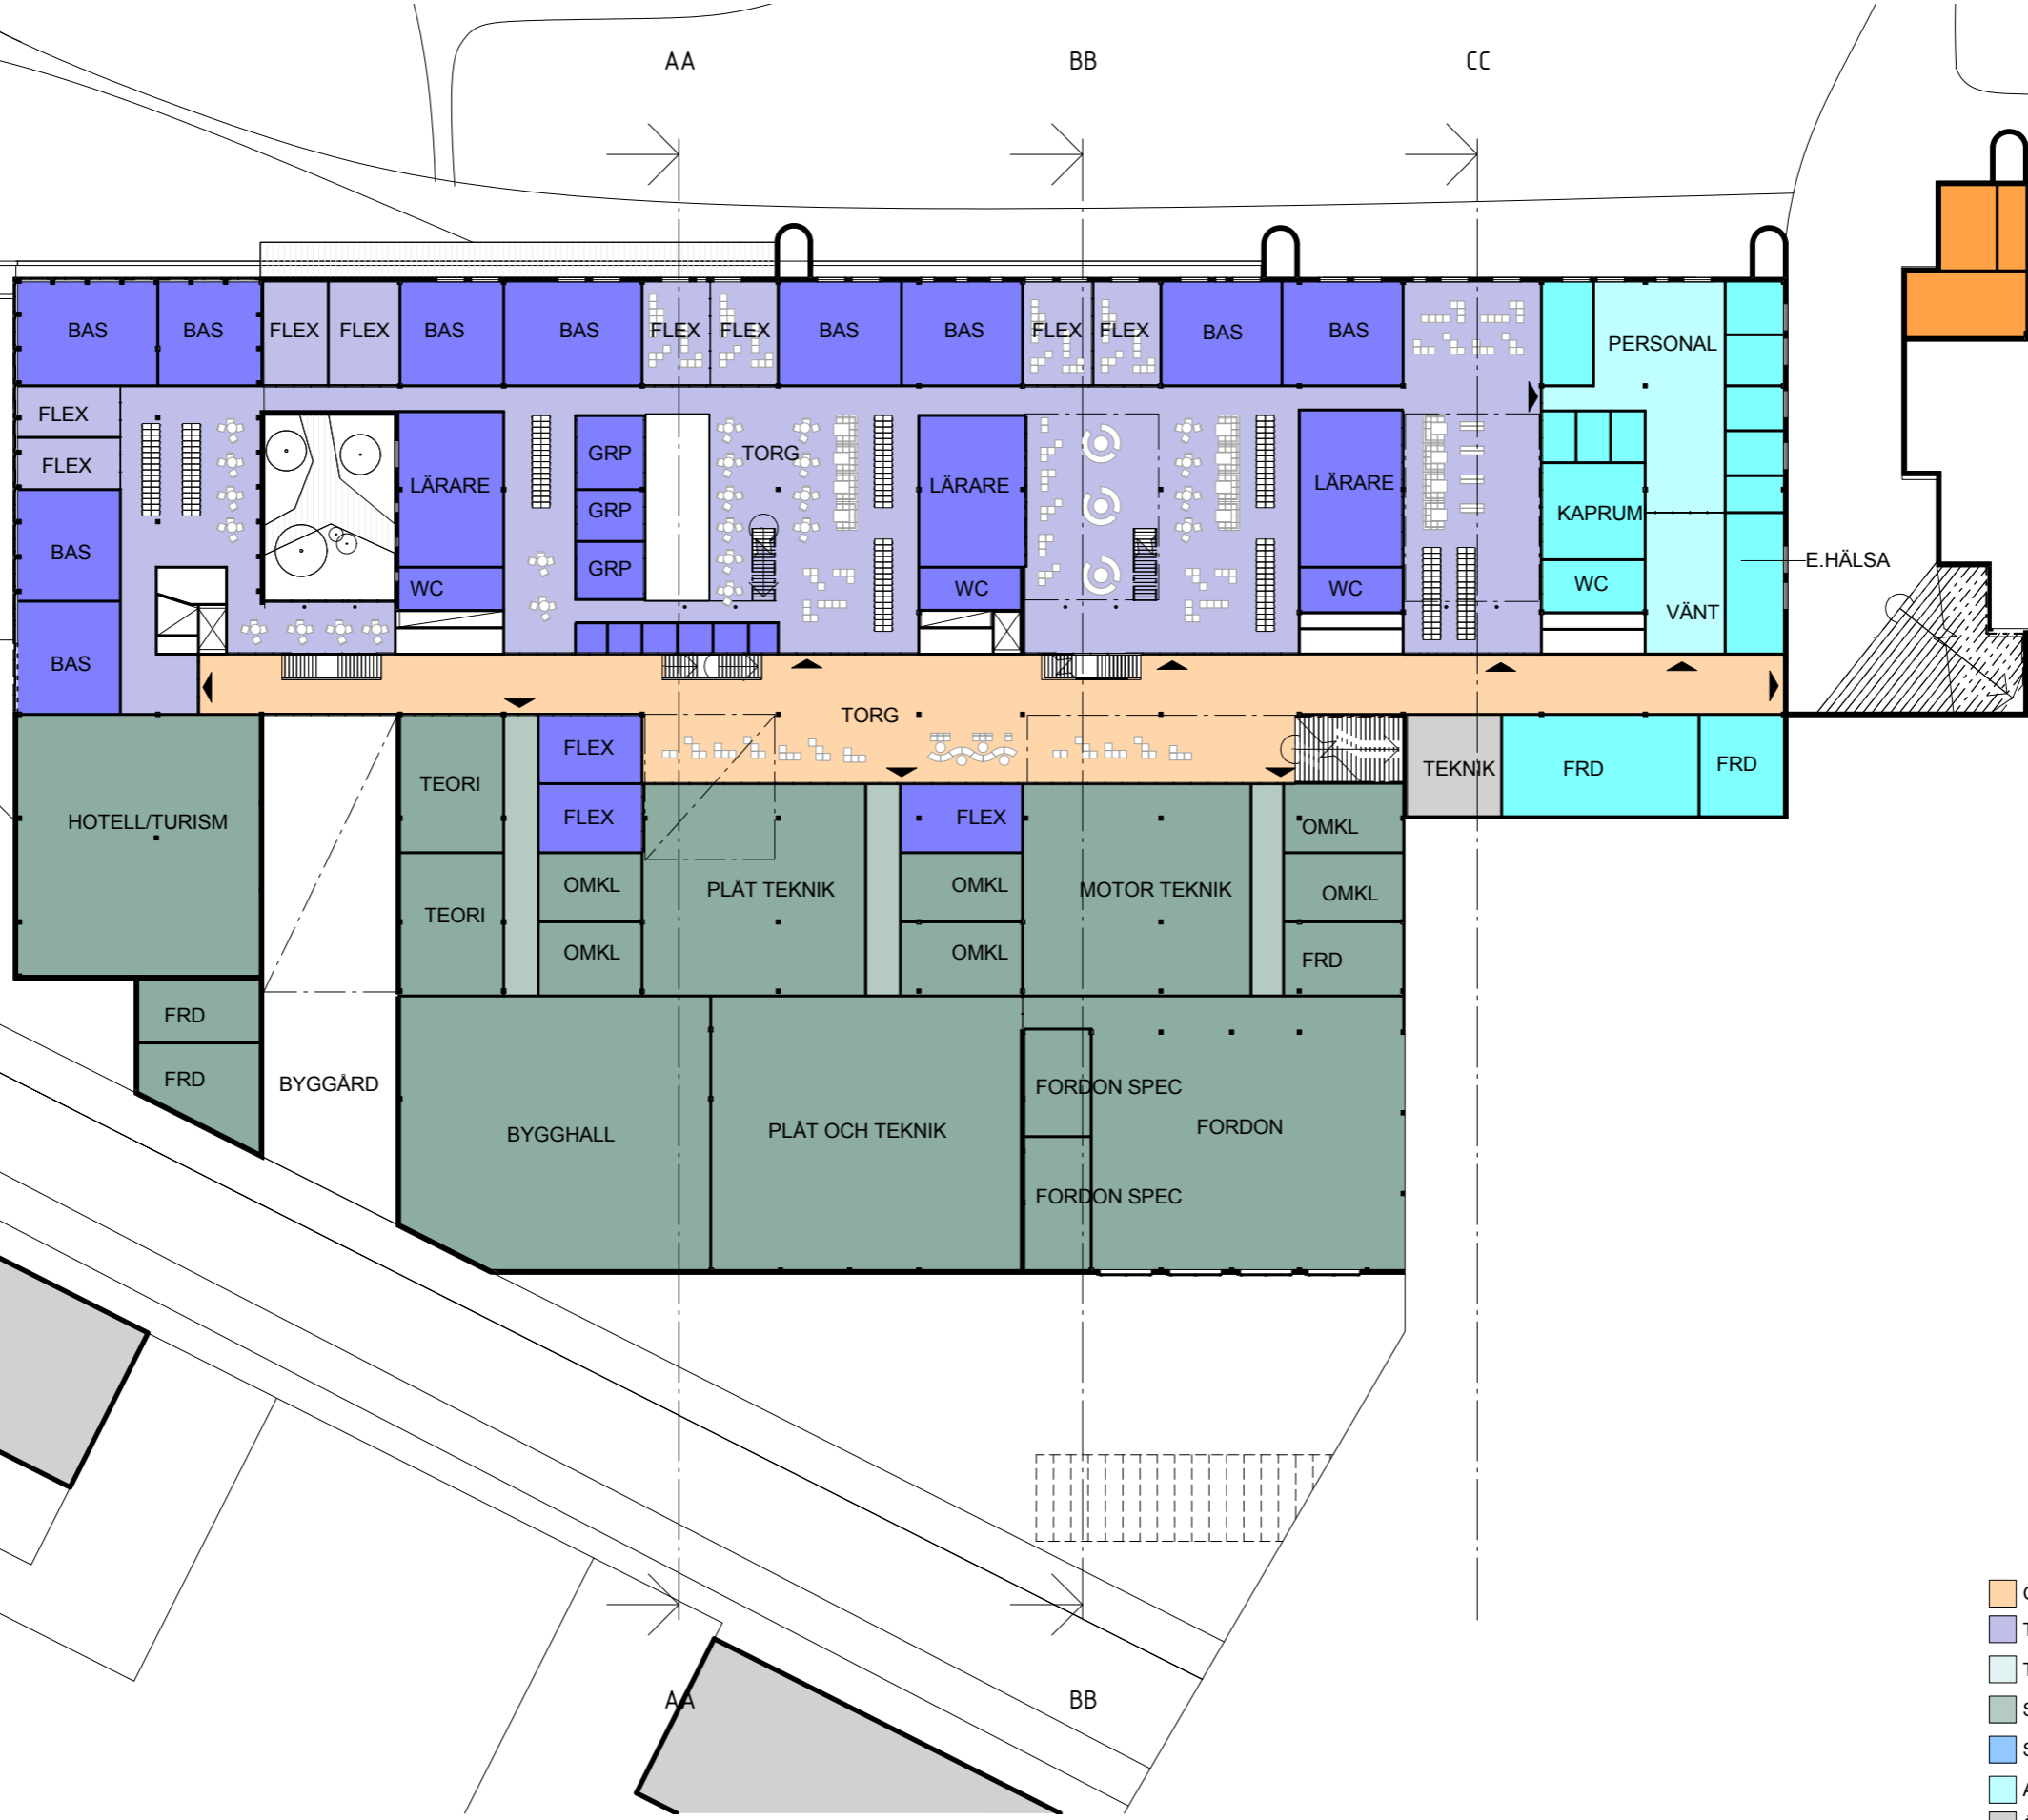 AA BB CC
BAS BAS FLEX FLEX BAS BAS FLEX FLEX BAS BAS FLEX FLEX BAS BAS PERSONAL
FLEX
FLEX
GRP TORG
LÄRARE LÄRARE LÄRARE
GRP KAPRUM
BAS
GRP E.HÄLSA
WC WC WC WC
VÄNT
BAS
TORG
FLEX
TEORI TEKNIK FRD FRD
HOTELL/TURISM FLEX FLEX OMKL
OMKL PLÅT TEKNIK OMKL MOTOR TEKNIK OMKL
TEORI
OMKL OMKL FRD
FRD
FRD BYGGÅRD FORDON SPEC
BYGGHALL PLÅT OCH TEKNIK FORDON
FORDON SPEC
AA BB